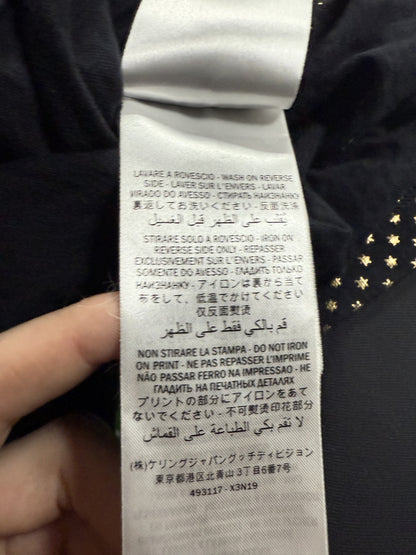 LAVARE A ROVESCIO - WASH ON REVERSE
SIDE - LAVER SUR L'ENVERS - LAVAR
VIRADO DO AVESSO - СТИРАТЬ НАИЗНАНКУ
裏返してお洗いください - 反面洗涤
يُقلب على الظهر قبل الغسيل
STIRARE SOLO A ROVESCIO - IRON ON
REVERSE SIDE ONLY - REPASSER
EXCLUSIVEMENT SUR L'ENVERS - PASSAR
SOMENTE DO AVESSO - ГЛАДИТЬ ТОЛЬКО
НАИЗНАНКУ - アイロンは裏から当て
布をして、低温でかけてください
仅反面熨烫
قم بالكي فقط على الظهر
NON STIRARE LA STAMPA - DO NOT IRON
ON PRINT - NE PAS REPASSER L'IMPRIME
NÃO PASSAR FERRO NA IMPRESSAO - НЕ
ГЛАДИТЬ НА ПЕЧАТНЫХ ДЕТАЛЯХ
プリントの部分にアイロンをあ
てないでください - 不可熨烫印花部分
لا تقم بكي الطباعة على القماش
(株)ケリングジャパングッチディビジョン
東京都港区北青山3丁目6番7号
493117 - X3N19